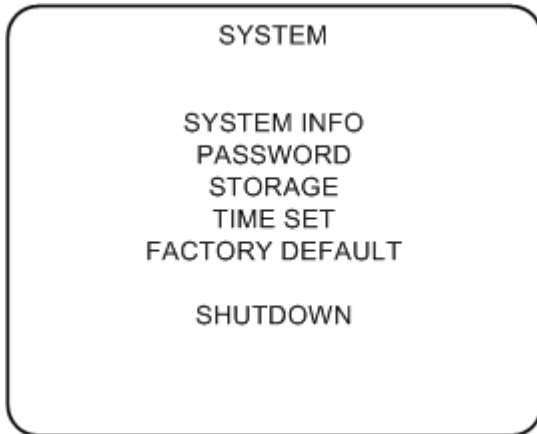 SYSTEM
SYSTEM INFO
PASSWORD
STORAGE
TIME SET
FACTORY DEFAULT
SHUTDOWN